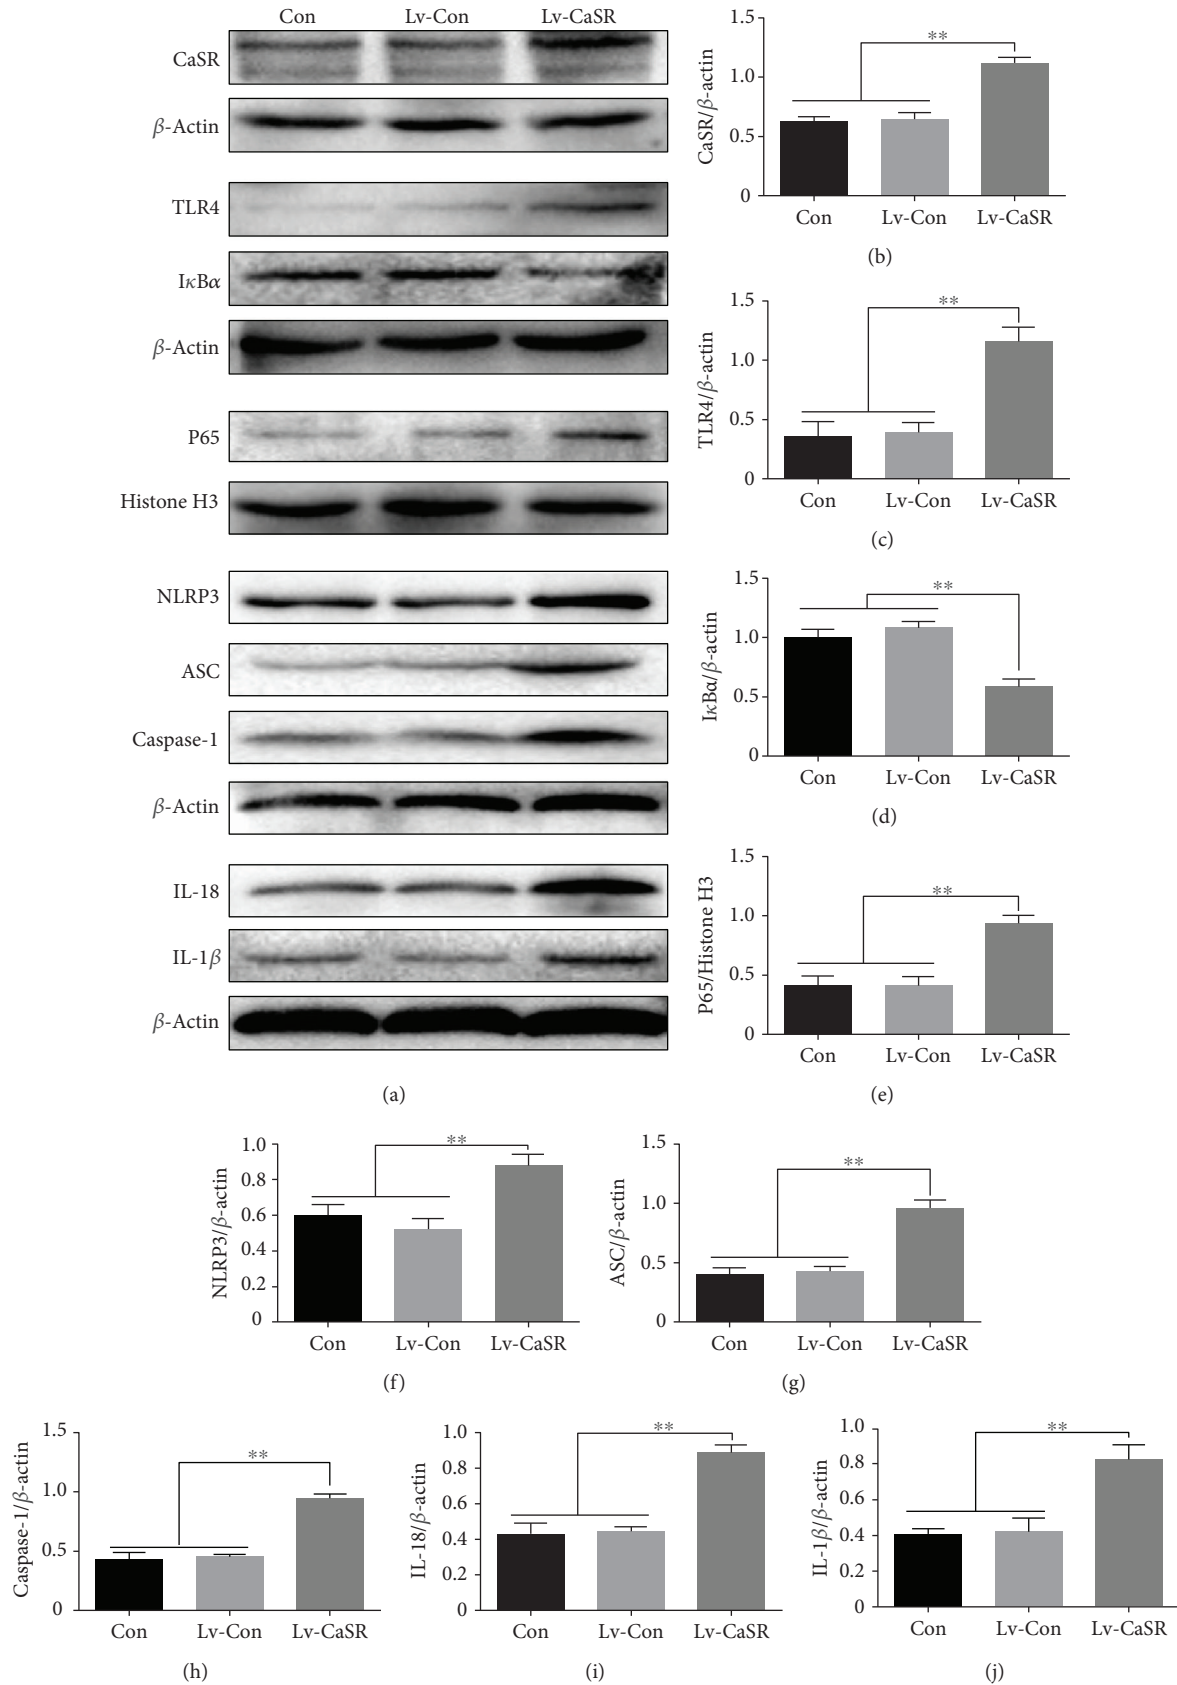 Con Lv-Con Lv-CaSR
CaSR
β-Actin
TLR4
IκBα
β-Actin
P65
Histone H3
NLRP3
ASC
Caspase-1
β-Actin
IL-18
IL-1β
β-Actin
(a)
CaSR/β-actin
1.5
1.0
0.5
0
**
Con Lv-Con Lv-CaSR
(b)
TLR4/β-actin
1.5
1.0
0.5
0
**
Con Lv-Con Lv-CaSR
(c)
IκBα/β-actin
1.5
1.0
0.5
0
**
Con Lv-Con Lv-CaSR
(d)
P65/Histone H3
1.5
1.0
0.5
0
**
Con Lv-Con Lv-CaSR
(e)
NLRP3/β-actin
1.0
0.8
0.6
0.4
0.2
0
**
Con Lv-Con Lv-CaSR
(f)
ASC/β-actin
1.5
1.0
0.5
0
**
Con Lv-Con Lv-CaSR
(g)
Caspase-1/β-actin
1.5
1.0
0.5
0
**
Con Lv-Con Lv-CaSR
(h)
IL-18/β-actin
1.0
0.8
0.6
0.4
0.2
0
**
Con Lv-Con Lv-CaSR
(i)
IL-1β/β-actin
1.0
0.8
0.6
0.4
0.2
0
**
Con Lv-Con Lv-CaSR
(j)